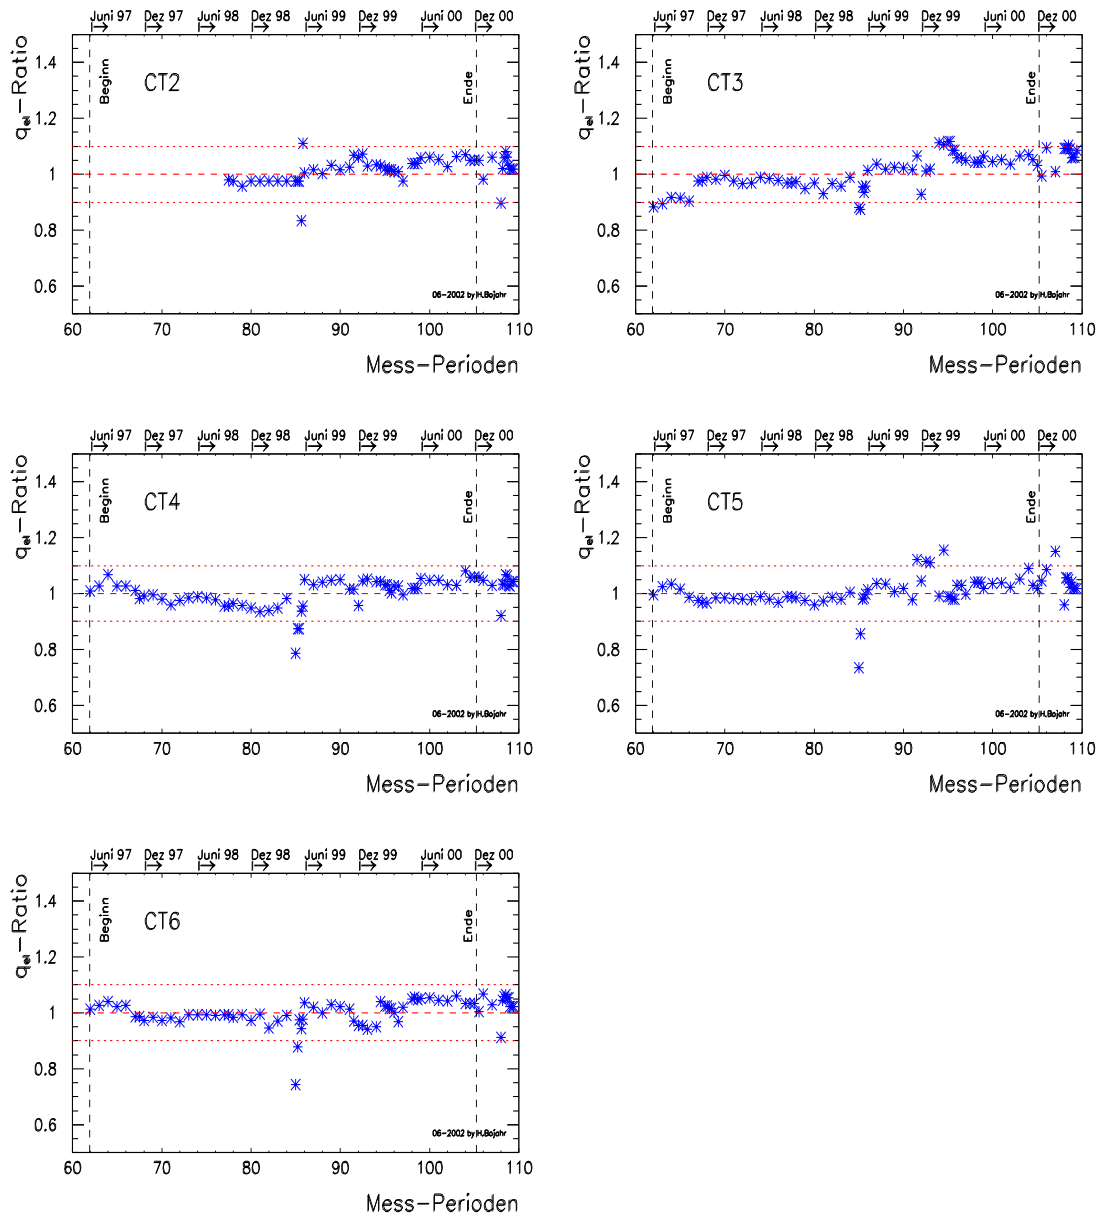 Juni 97 Dez 97 Juni 98 Dez 98 Juni 99 Dez 99 Juni 00 Dez 00
q_el-Ratio
1.4
1.2
1
0.8
0.6
Beginn
CT2
Ende
06-2002 by H.Bojahr
60 70 80 90 100 110
Mess-Perioden
Juni 97 Dez 97 Juni 98 Dez 98 Juni 99 Dez 99 Juni 00 Dez 00
q_el-Ratio
1.4
1.2
1
0.8
0.6
Beginn
CT3
Ende
06-2002 by H.Bojahr
60 70 80 90 100 110
Mess-Perioden
Juni 97 Dez 97 Juni 98 Dez 98 Juni 99 Dez 99 Juni 00 Dez 00
q_el-Ratio
1.4
1.2
1
0.8
0.6
Beginn
CT4
Ende
06-2002 by H.Bojahr
60 70 80 90 100 110
Mess-Perioden
Juni 97 Dez 97 Juni 98 Dez 98 Juni 99 Dez 99 Juni 00 Dez 00
q_el-Ratio
1.4
1.2
1
0.8
0.6
Beginn
CT5
Ende
06-2002 by H.Bojahr
60 70 80 90 100 110
Mess-Perioden
Juni 97 Dez 97 Juni 98 Dez 98 Juni 99 Dez 99 Juni 00 Dez 00
q_el-Ratio
1.4
1.2
1
0.8
0.6
Beginn
CT6
Ende
06-2002 by H.Bojahr
60 70 80 90 100 110
Mess-Perioden